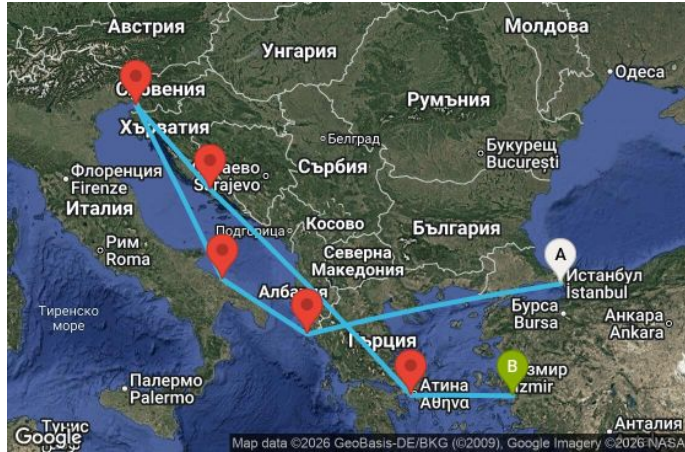 Австрия
Молдова
Унгария
Одеса
Словения
Румъния
Хърватия
Белград
Букурещ
București
Флоренция
Firenze
Сърбия
Sarajevo
Италия
Косово
Подгорица
България
Рим
Roma
Северна
Македония
A
Истанбул
İstanbul
Албания
Тиренско
море
Бурса
Bursa
Анкара
Ankara
Гърция
B
Измир
İzmir
Палермо
Palermo
Атина
Αθήνα
Тунис
Анталия
Google
Map data ©2026 GeoBasis-DE/BKG (©2009), Google Imagery ©2026 NASA